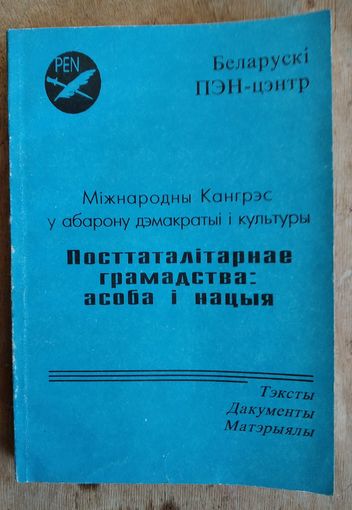 PEN
Беларускі
ПЭН-цэнтр
Міжнародны Кангрэс
у абарону дэмакратыі і культуры
Посттаталітарнае
грамадства:
асоба і нацыя
Тэксты
Дакументы
Матэрыялы